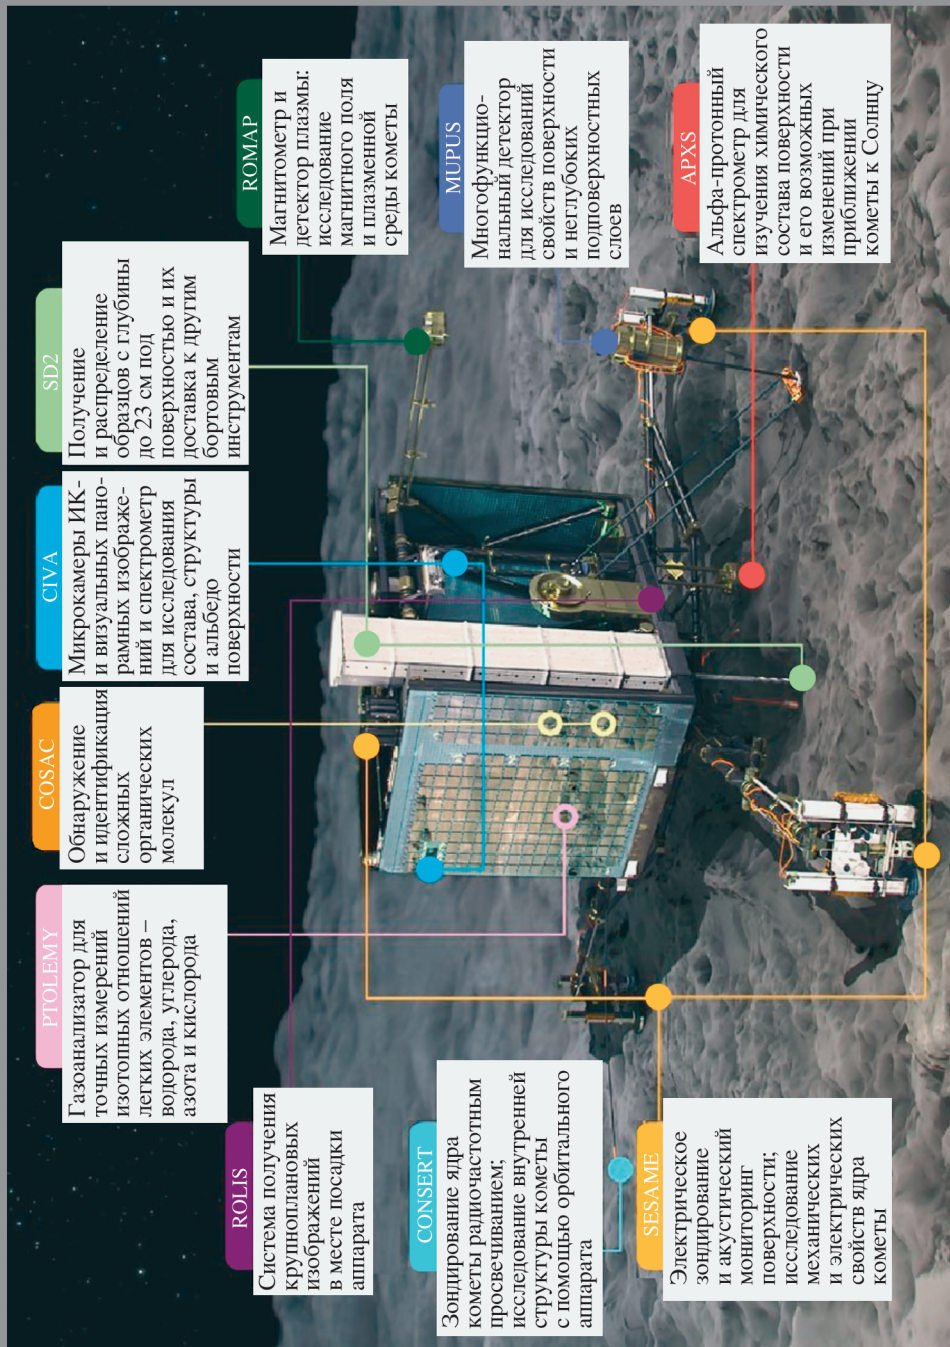 PTOLEMY
Газоанализатор для
точных измерений
изотопных отношений
легких элементов –
водорода, углерода,
азота и кислорода
COSAC
Обнаружение
и идентификация
сложных
органических
молекул
CIVA
Микрокамеры ИК-
и визуальных пано-
рамных изображе-
ний и спектрометр
для исследования
состава, структуры
и альбедо
поверхности
SD2
Получение
и распределение
образцов с глубины
до 23 см под
поверхностью и их
доставка к другим
бортовым
инструментам
ROLIS
Система получения
крупноплановых
изображений
в месте посадки
аппарата
ROMAP
Магнитометр и
детектор плазмы:
исследование
магнитного поля
и плазменной
среды кометы
CONSERT
Зондирование ядра
кометы радиочастотным
просвечиванием;
исследование внутренней
структуры кометы
с помощью орбитального
аппарата
MUPUS
Многофункцио-
нальный детектор
для исследований
свойств поверхности
и неглубоких
подповерхностных
слоев
SESAME
Электрическое
зондирование
и акустический
мониторинг
поверхности;
исследование
механических
и электрических
свойств ядра
кометы
APXS
Альфа-протонный
спектрометр для
изучения химического
состава поверхности
и его возможных
изменений при
приближении
кометы к Солнцу